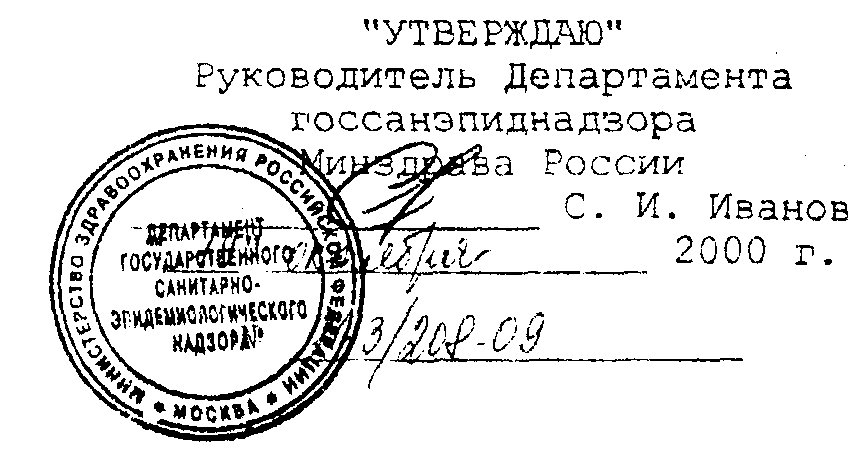 "УТВЕРЖДАЮ"
Руководитель Департамента
госсанэпиднадзора
Минздрава России
С. И. Иванов
2000 г.
№ 3/208-09
МИНИСТЕРСТВО ЗДРАВООХРАНЕНИЯ РОССИЙСКОЙ ФЕДЕРАЦИИ * МОСКВА *
ДЕПАРТАМЕНТ
ГОСУДАРСТВЕННОГО
САНИТАРНО-
ЭПИДЕМИОЛОГИЧЕСКОГО
НАДЗОРА